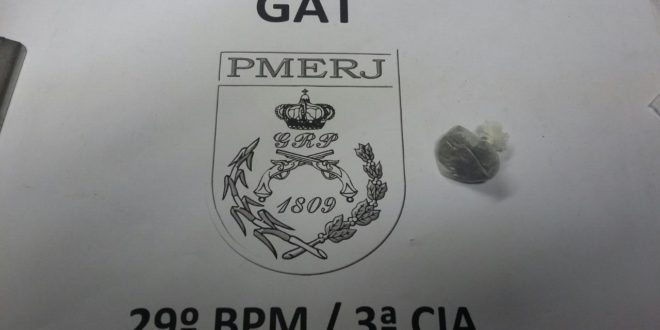 GAT
PMERJ
GRP
1809
29º BPM / 3ª CIA